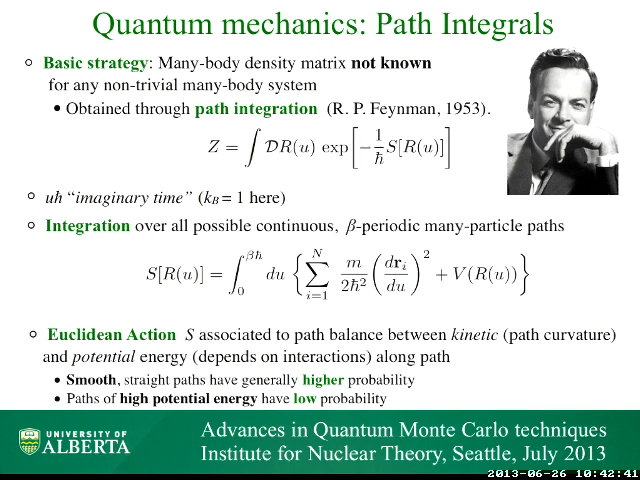 Quantum mechanics: Path Integrals
Basic strategy: Many-body density matrix not known
for any non-trivial many-body system
• Obtained through path integration (R. P. Feynman, 1953).
Z = ∫ 𝒟R(u) exp[−1/ħ S[R(u)]]
uħ “imaginary time” (k_B = 1 here)
Integration over all possible continuous, β-periodic many-particle paths
S[R(u)] = ∫_0^{βħ} du { ∑_{i=1}^{N} m/2ħ² (d𝐫_i/du)² + V(R(u)) }
Euclidean Action S associated to path balance between kinetic (path curvature)
and potential energy (depends on interactions) along path
• Smooth, straight paths have generally higher probability
• Paths of high potential energy have low probability
UNIVERSITY OF
ALBERTA
Advances in Quantum Monte Carlo techniques
Institute for Nuclear Theory, Seattle, July 2013
2013-06-26 10:42:41